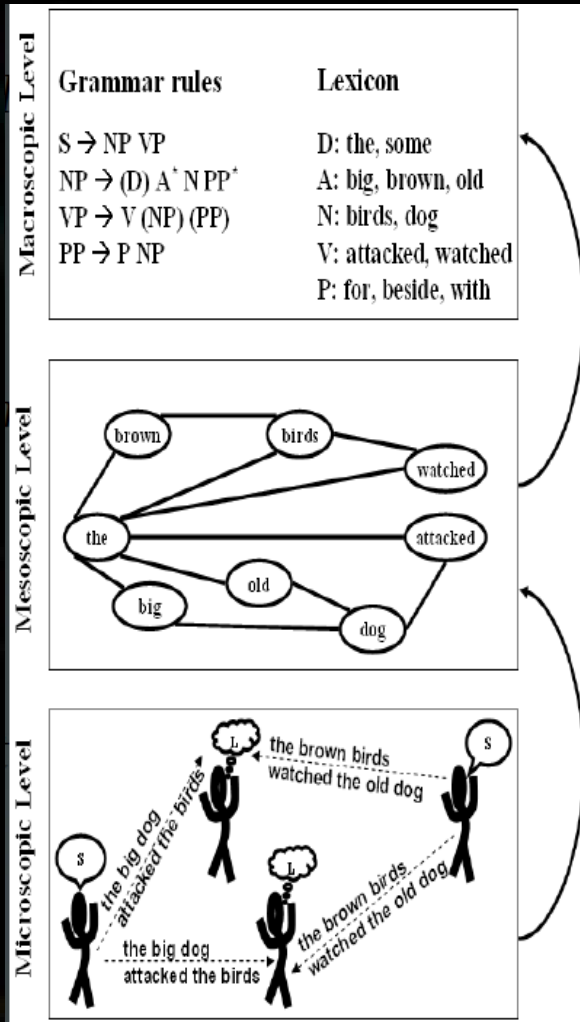 Macroscopic Level
Grammar rules
S → NP VP
NP → (D) A* N PP*
VP → V (NP) (PP)
PP → P NP
Lexicon
D: the, some
A: big, brown, old
N: birds, dog
V: attacked, watched
P: for, beside, with
Mesoscopic Level
brown
birds
watched
the
attacked
old
big
dog
Microscopic Level
L
S
the brown birds
watched the old dog
the big dog
attacked the birds
S
L
the brown birds
watched the old dog
the big dog
attacked the birds